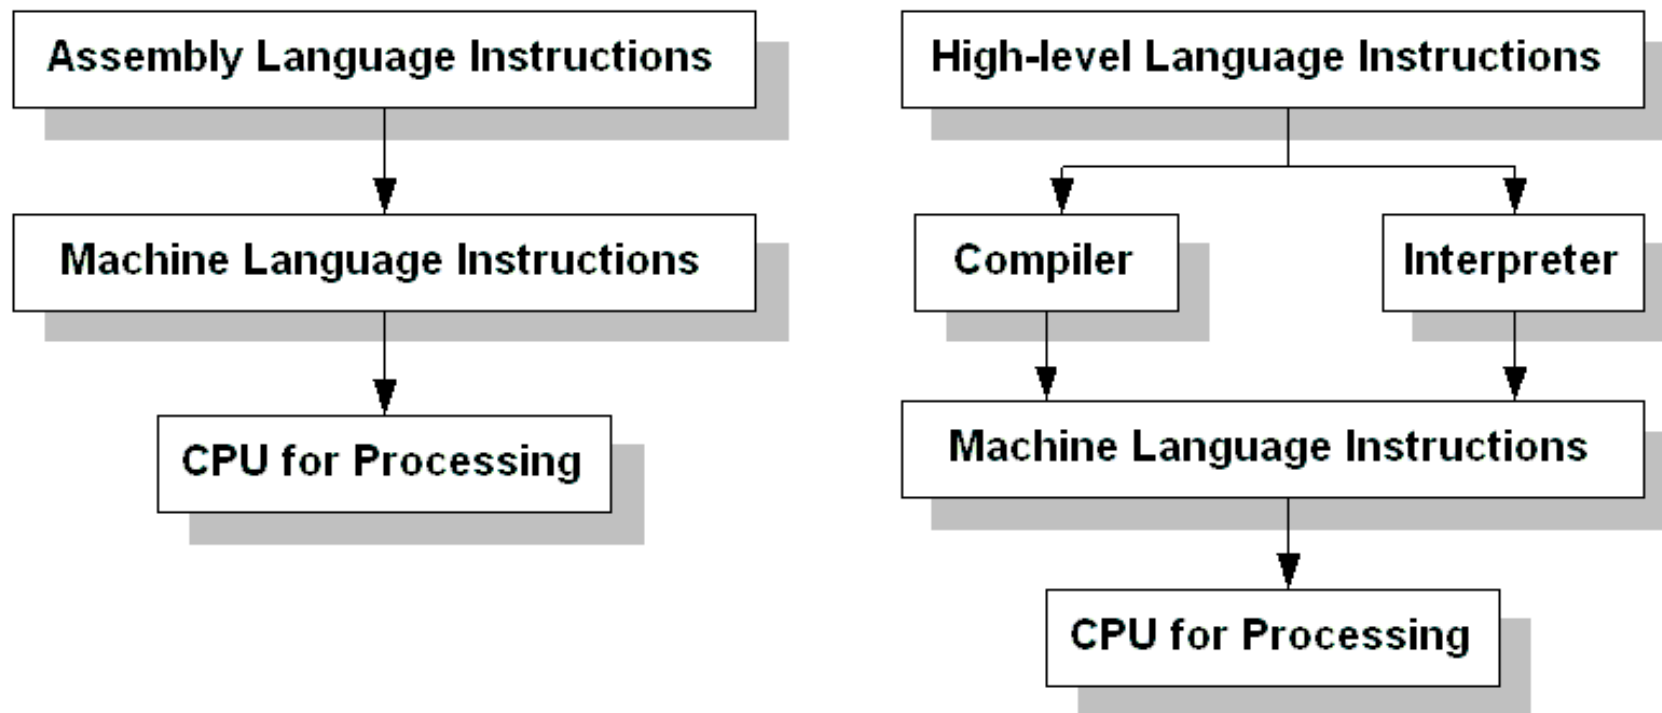 Assembly Language Instructions
Machine Language Instructions
CPU for Processing
High-level Language Instructions
Compiler
Interpreter
Machine Language Instructions
CPU for Processing